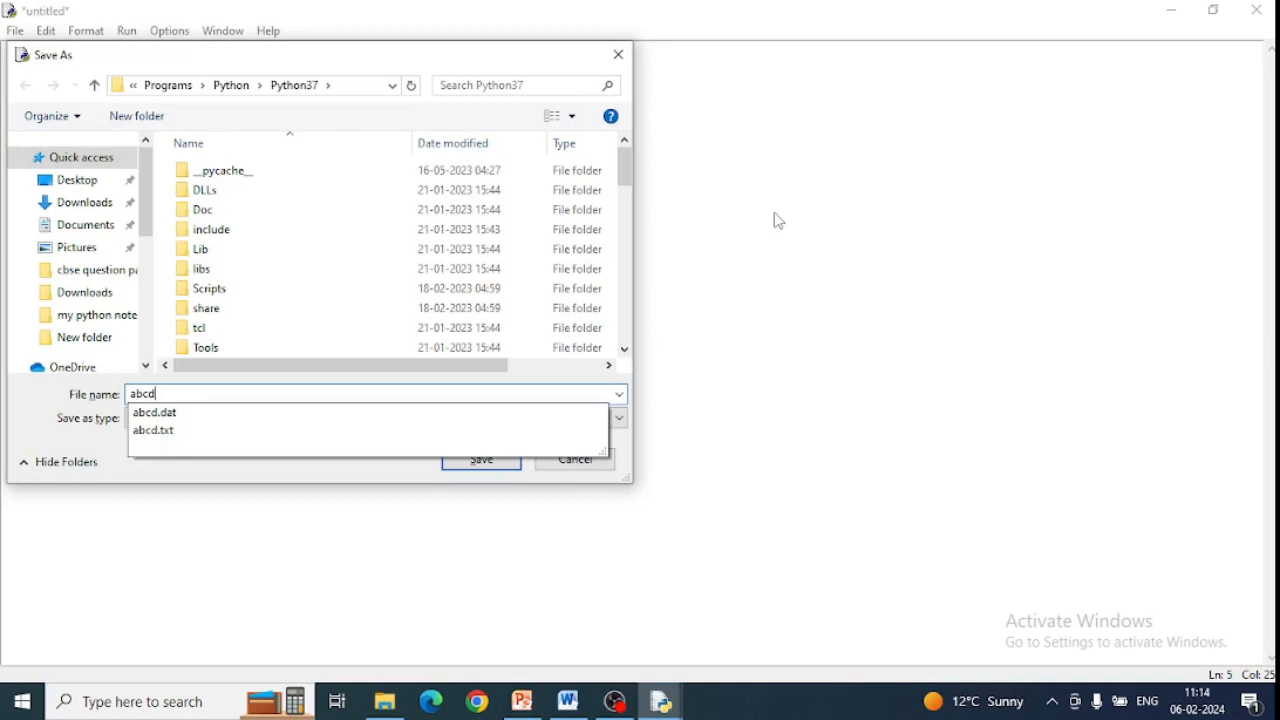 *untitled*
File Edit Format Run Options Window Help
Save As
« Programs > Python > Python37 >
Search Python37
Organize New folder
Name Date modified Type
Quick access
Desktop
Downloads
Documents
Pictures
cbse question pa
Downloads
my python note
New folder
OneDrive
__pycache__ 16-05-2023 04:27 File folder
DLLs 21-01-2023 15:44 File folder
Doc 21-01-2023 15:44 File folder
include 21-01-2023 15:43 File folder
Lib 21-01-2023 15:44 File folder
libs 21-01-2023 15:44 File folder
Scripts 18-02-2023 04:59 File folder
share 18-02-2023 04:59 File folder
tcl 21-01-2023 15:44 File folder
Tools 21-01-2023 15:44 File folder
File name: abcd
Save as type:
abcd.dat
abcd.txt
Hide Folders
Save Cancel
Activate Windows
Go to Settings to activate Windows.
Ln: 5 Col: 25
Type here to search
12°C Sunny
ENG
11:14
06-02-2024
1